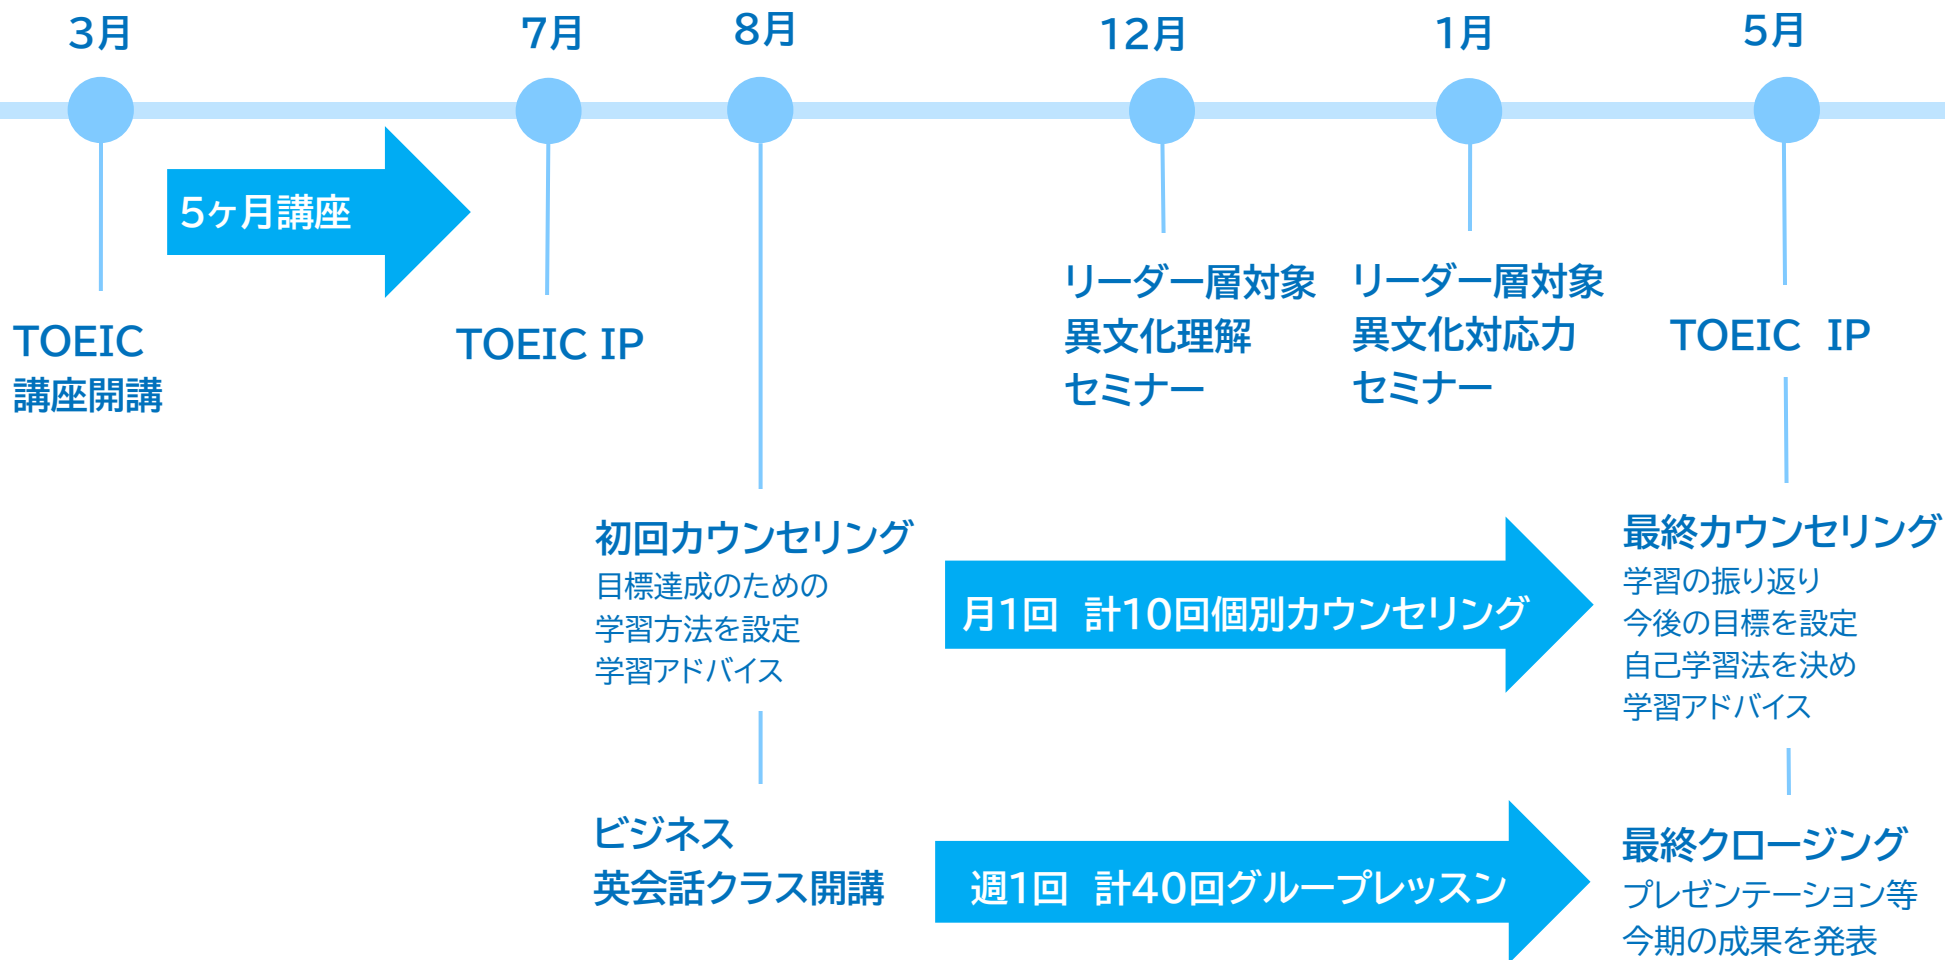 3月
7月
8月
12月
1月
5月
5ヶ月講座
TOEIC
講座開講
TOEIC IP
リーダー層対象
異文化理解
セミナー
リーダー層対象
異文化対応力
セミナー
TOEIC IP
初回カウンセリング
目標達成のための
学習方法を設定
学習アドバイス
月1回 計10回個別カウンセリング
最終カウンセリング
学習の振り返り
今後の目標を設定
自己学習法を決め
学習アドバイス
ビジネス
英会話クラス開講
週1回 計40回グループレッスン
最終クロージング
プレゼンテーション等
今期の成果を発表